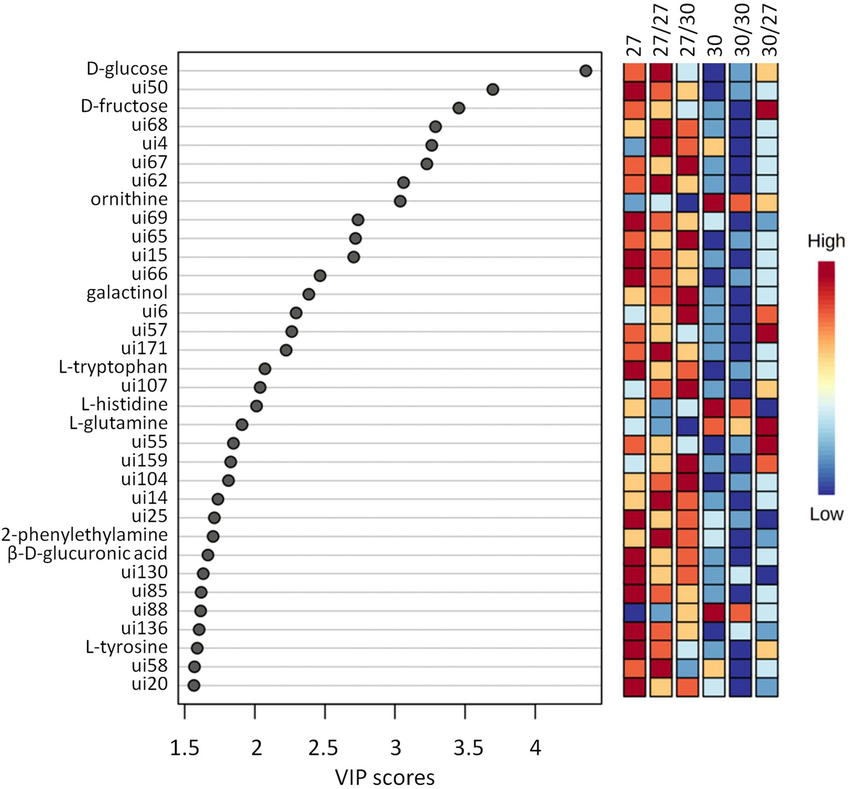 27
27/27
27/30
30
30/30
30/27
D-glucose
ui50
D-fructose
ui68
ui4
ui67
ui62
ornithine
ui69
ui65
ui15
ui66
galactinol
ui6
ui57
ui171
L-tryptophan
ui107
L-histidine
L-glutamine
ui55
ui159
ui104
ui14
ui25
2-phenylethylamine
β-D-glucuronic acid
ui130
ui85
ui88
ui136
L-tyrosine
ui58
ui20
High
Low
1.5 2 2.5 3 3.5 4
VIP scores